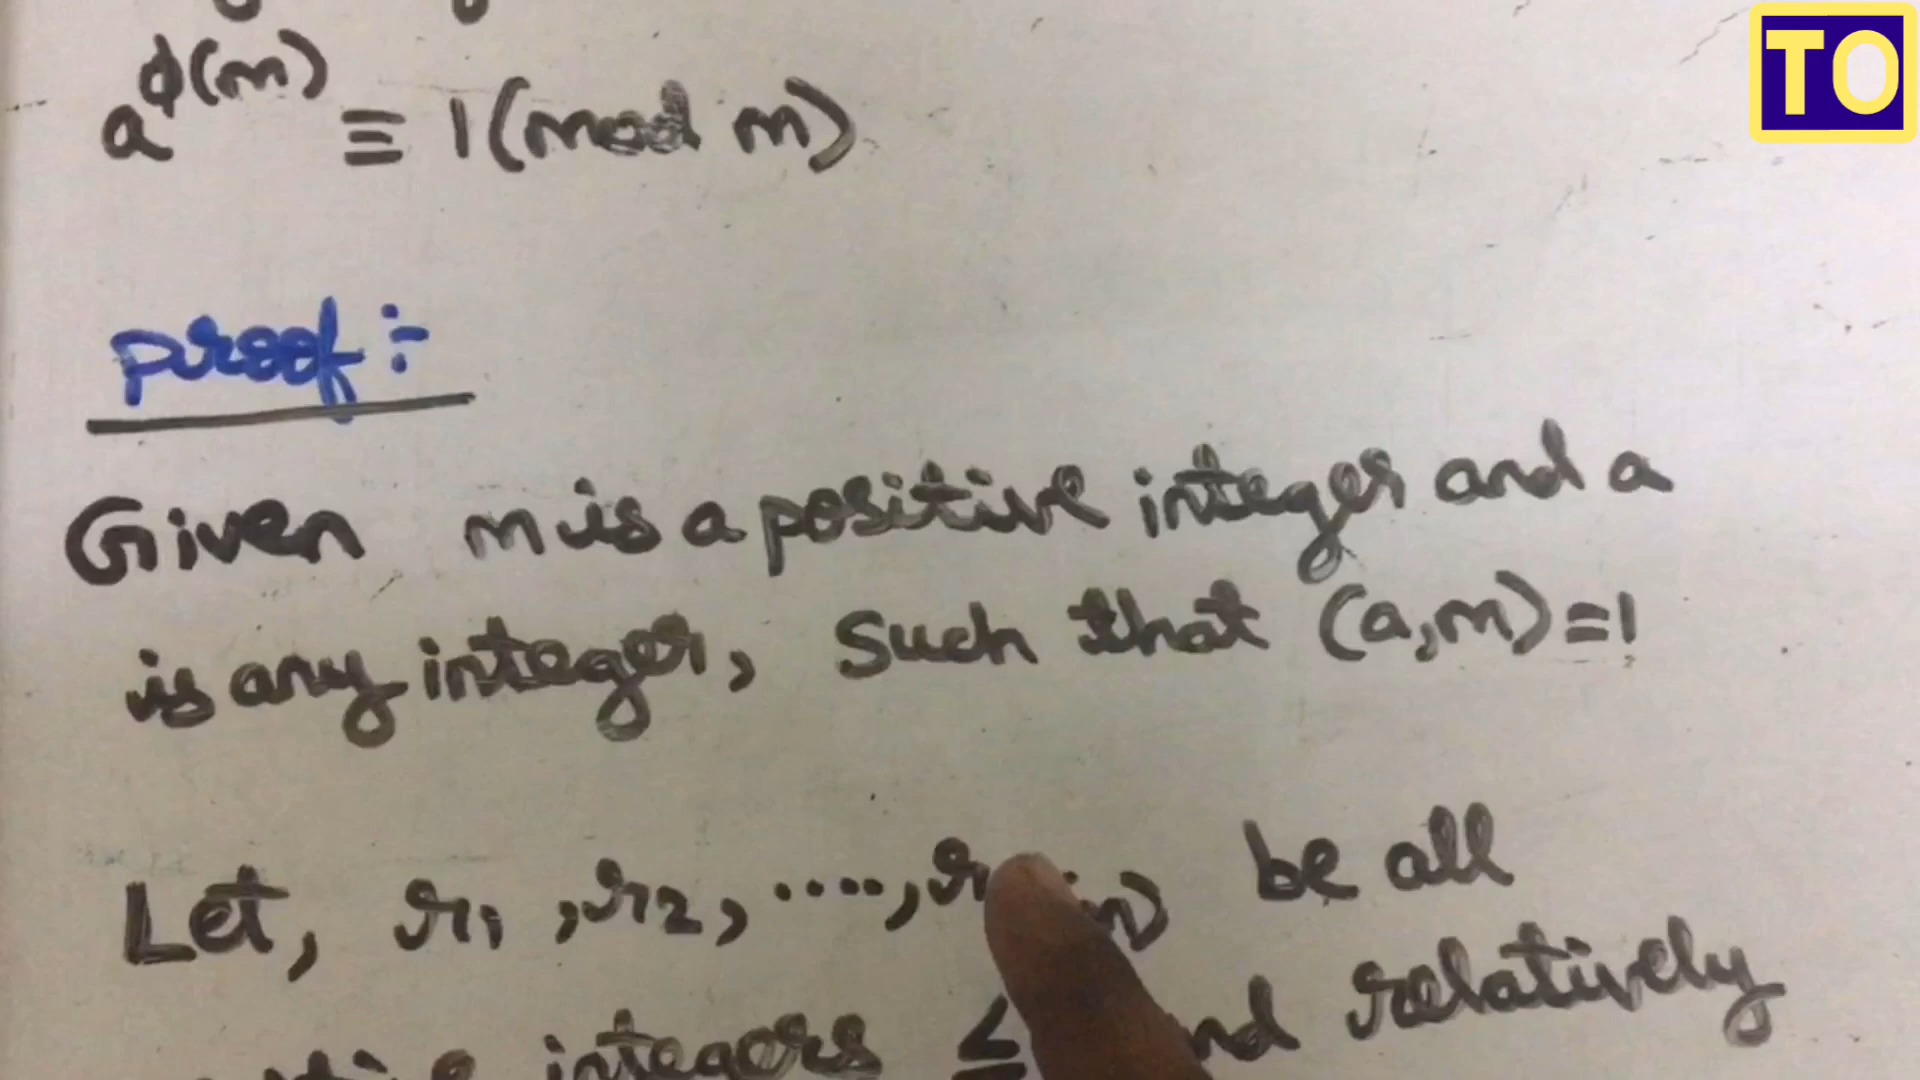 TO
a^ϕ(m) ≡ 1(mod m)
proof :-
Given m is a positive integer and a
is any integer, Such that (a,m)=1
Let, r₁ ,r₂, ....,r be all
integers ≤ relatively